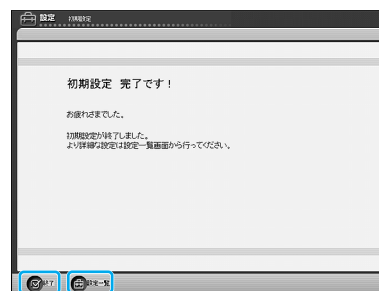 設定 初期設定
初期設定 完了です！
お疲れさまでした。
初期設定が終了しました。
より詳細な設定は設定一覧画面から行ってください。
終了 設定一覧